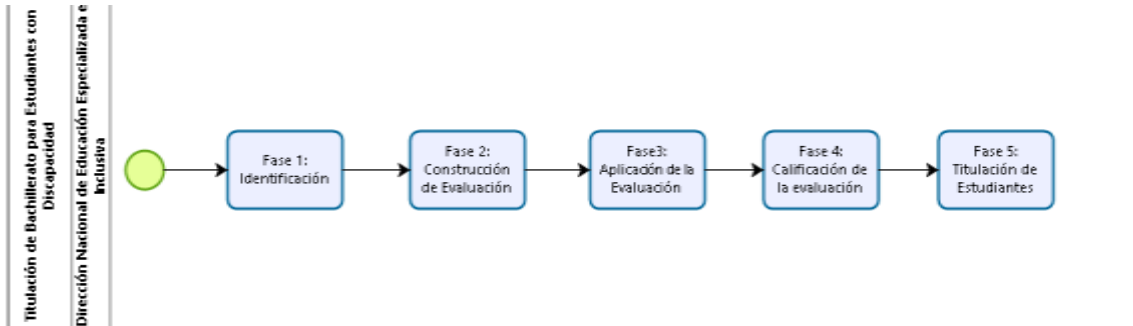 Titulación de Bachillerato para Estudiantes con
Discapacidad
Dirección Nacional de Educación Especializada e
Inclusiva
Fase 1:
Identificación
Fase 2:
Construcción
de Evaluación
Fase3:
Aplicación de la
Evaluación
Fase 4:
Calificación de
la evaluación
Fase 5:
Titulación de
Estudiantes